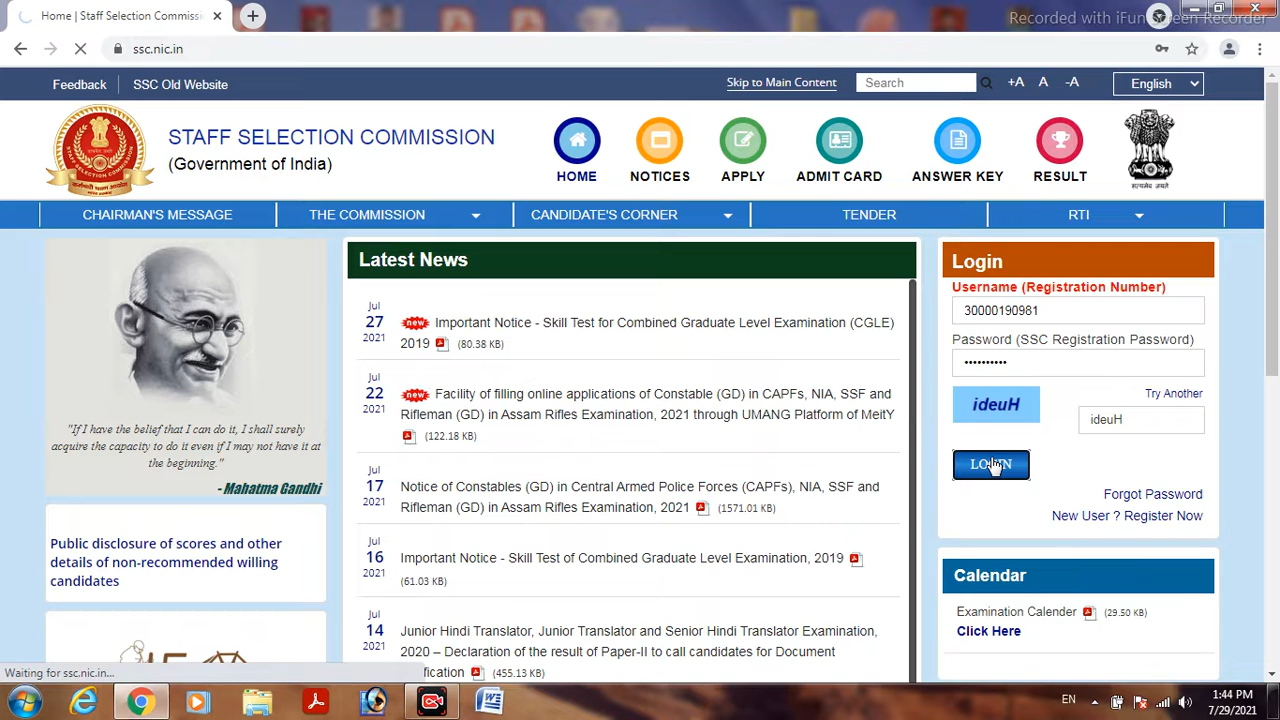 Home | Staff Selection Commissi
Recorded with iFun Screen Recorder
ssc.nic.in
Feedback
SSC Old Website
Skip to Main Content
Search
+A A -A
English
STAFF SELECTION COMMISSION
(Government of India)
HOME
NOTICES
APPLY
ADMIT CARD
ANSWER KEY
RESULT
सत्यमेव जयते
CHAIRMAN'S MESSAGE
THE COMMISSION
CANDIDATE'S CORNER
TENDER
RTI
"If I have the belief that I can do it, I shall surely
acquire the capacity to do it even if I may not have it at
the beginning."
- Mahatma Gandhi
Public disclosure of scores and other
details of non-recommended willing
candidates
Latest News
Jul
27
2021
new Important Notice - Skill Test for Combined Graduate Level Examination (CGLE)
2019 (80.38 KB)
Jul
22
2021
new Facility of filling online applications of Constable (GD) in CAPFs, NIA, SSF and
Rifleman (GD) in Assam Rifles Examination, 2021 through UMANG Platform of MeitY
(122.18 KB)
Jul
17
2021
Notice of Constables (GD) in Central Armed Police Forces (CAPFs), NIA, SSF and
Rifleman (GD) in Assam Rifles Examination, 2021 (1571.01 KB)
Jul
16
2021
Important Notice - Skill Test of Combined Graduate Level Examination, 2019
(61.03 KB)
Jul
14
2021
Junior Hindi Translator, Junior Translator and Senior Hindi Translator Examination,
2020 – Declaration of the result of Paper-II to call candidates for Document
(455.13 KB)
Login
Username (Registration Number)
30000190981
Password (SSC Registration Password)
••••••••••
ideuH
Try Another
ideuH
LOGIN
Forgot Password
New User ? Register Now
Calendar
Examination Calender (29.50 KB)
Click Here
Waiting for ssc.nic.in...
EN
1:44 PM
7/29/2021